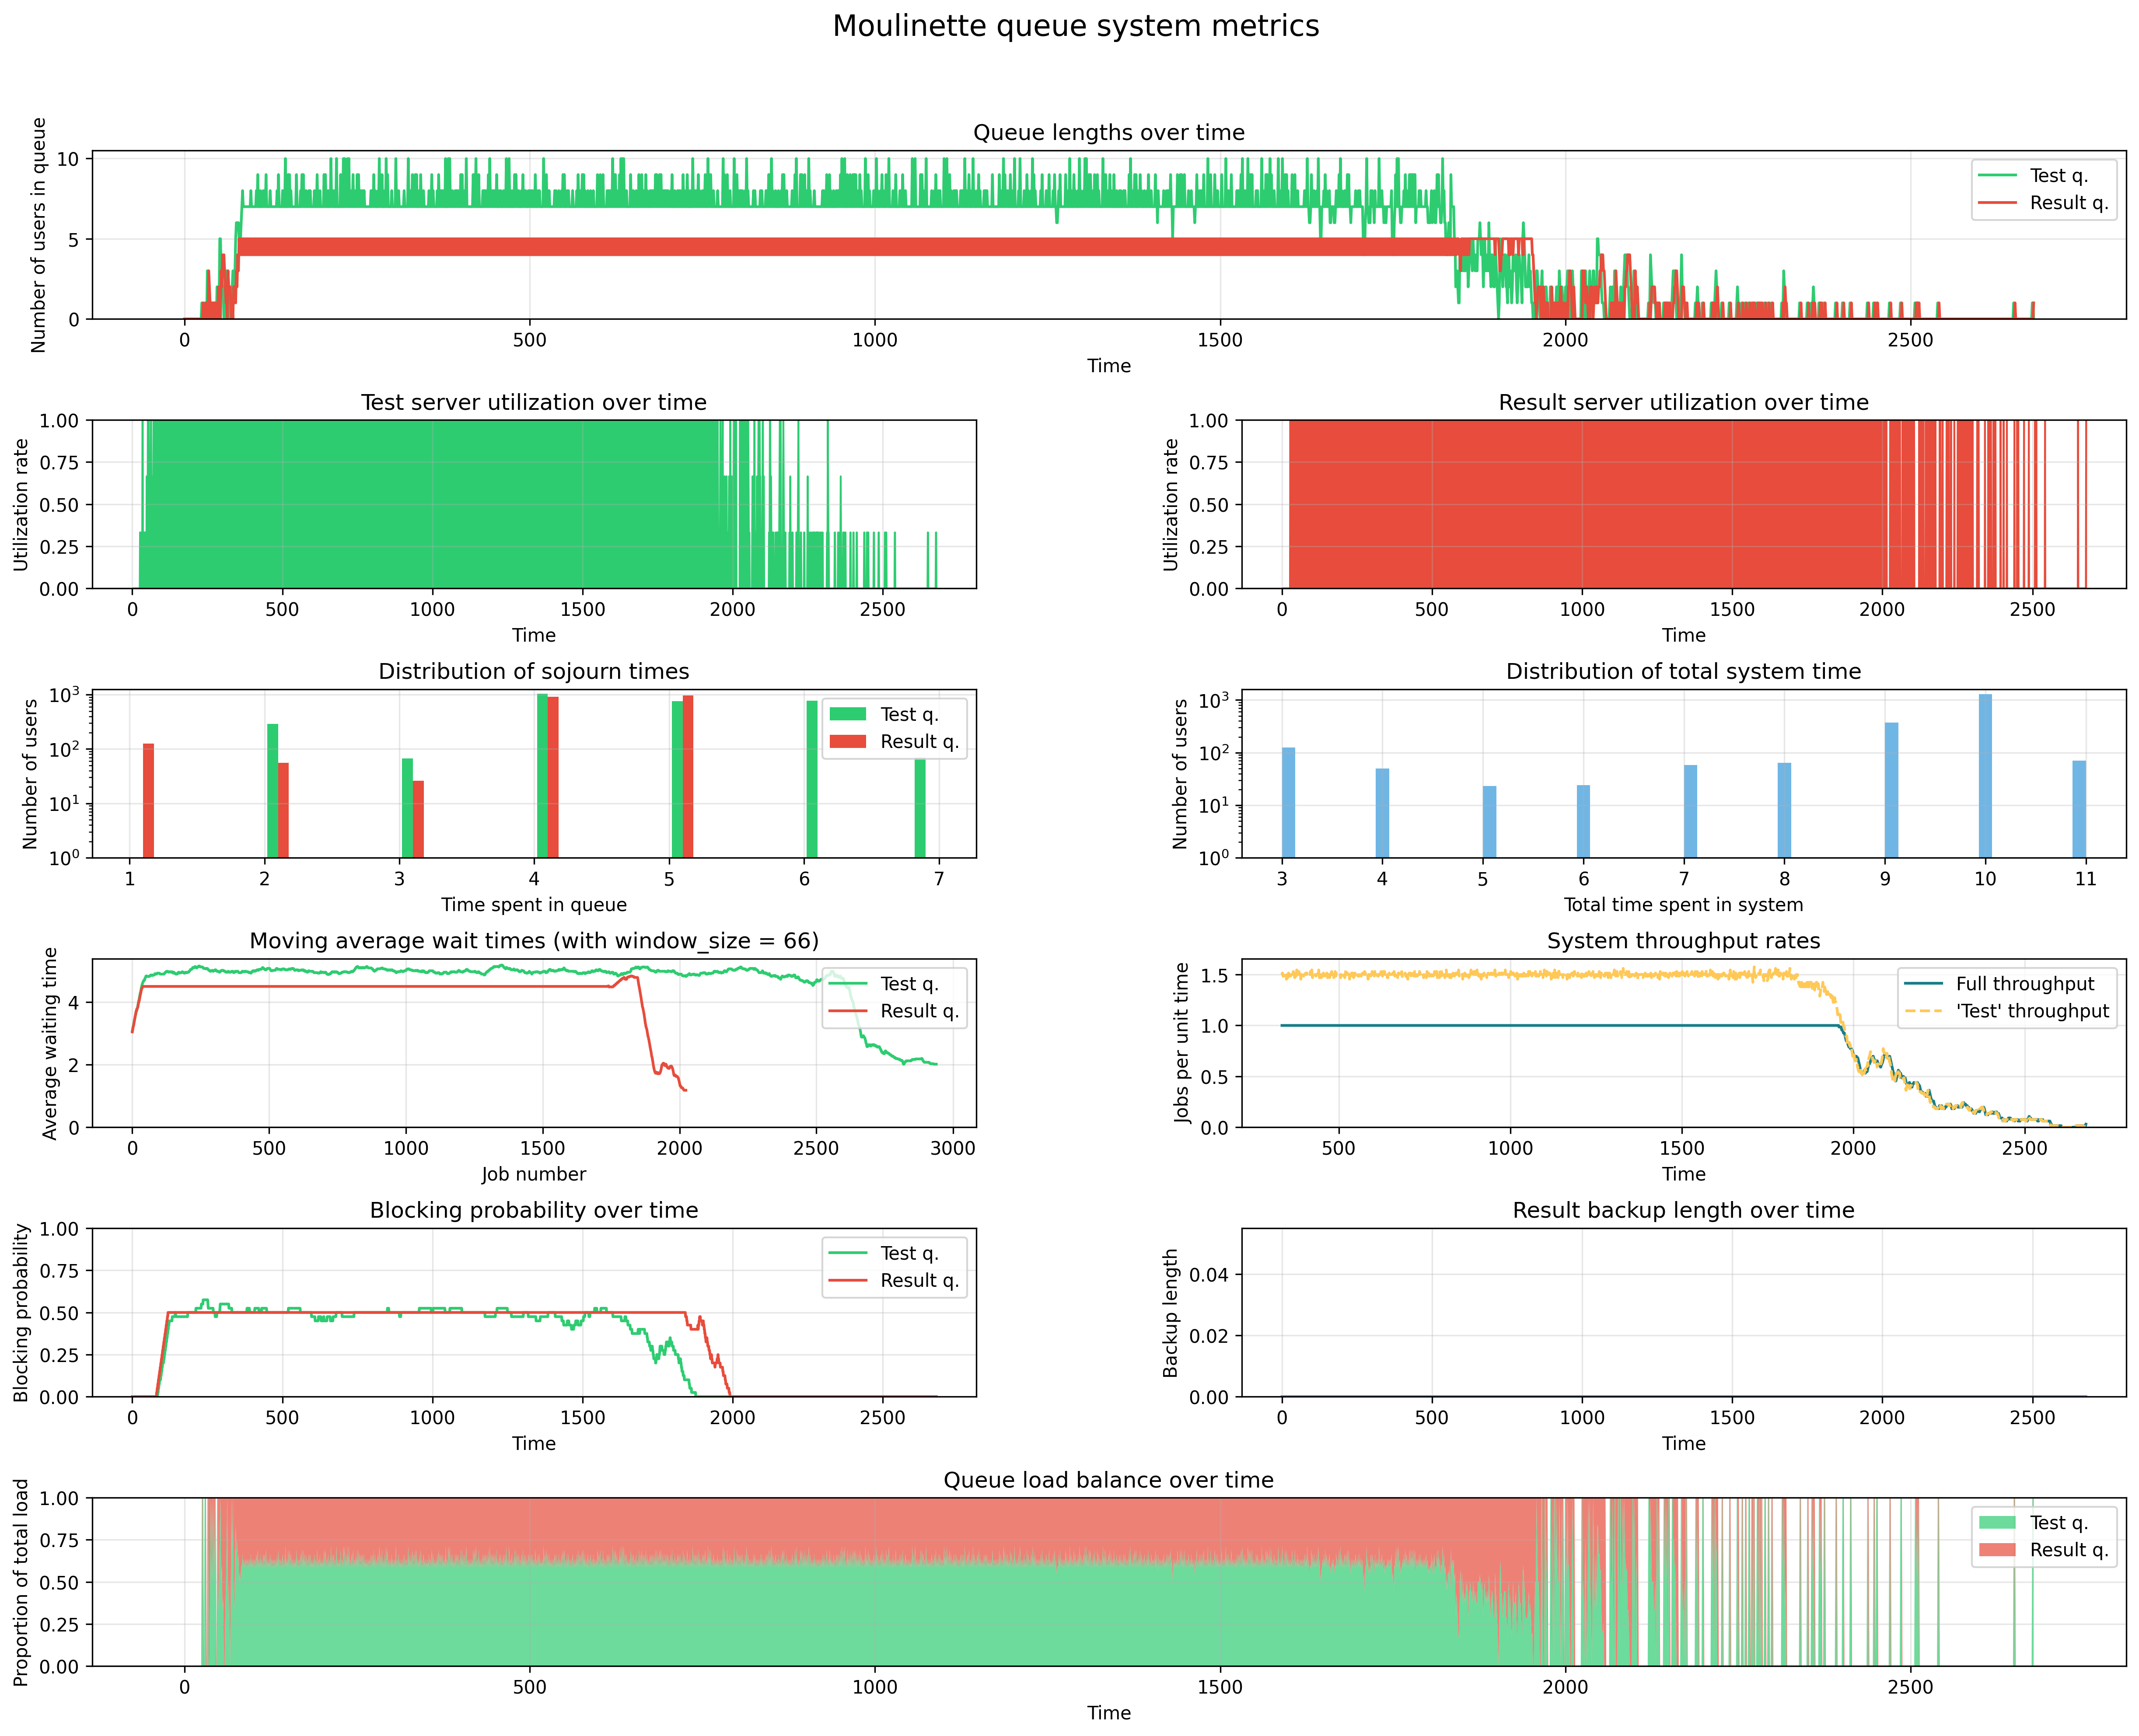 Moulinette queue system metrics
Queue lengths over time
Number of users in queue
10
5
0
Test q.
Result q.
0 500 1000 1500 2000 2500
Time
Test server utilization over time
Utilization rate
1.00
0.75
0.50
0.25
0.00
0 500 1000 1500 2000 2500
Time
Result server utilization over time
Utilization rate
1.00
0.75
0.50
0.25
0.00
0 500 1000 1500 2000 2500
Time
Distribution of sojourn times
Number of users
10³
10²
10¹
10⁰
Test q.
Result q.
1 2 3 4 5 6 7
Time spent in queue
Distribution of total system time
Number of users
10³
10²
10¹
10⁰
3 4 5 6 7 8 9 10 11
Total time spent in system
Moving average wait times (with window_size = 66)
Average waiting time
4
2
0
Test q.
Result q.
0 500 1000 1500 2000 2500 3000
Job number
System throughput rates
Jobs per unit time
1.5
1.0
0.5
0.0
Full throughput
'Test' throughput
500 1000 1500 2000 2500
Time
Blocking probability over time
Blocking probability
1.00
0.75
0.50
0.25
0.00
Test q.
Result q.
0 500 1000 1500 2000 2500
Time
Result backup length over time
Backup length
0.04
0.02
0.00
0 500 1000 1500 2000 2500
Time
Queue load balance over time
Proportion of total load
1.00
0.75
0.50
0.25
0.00
Test q.
Result q.
0 500 1000 1500 2000 2500
Time